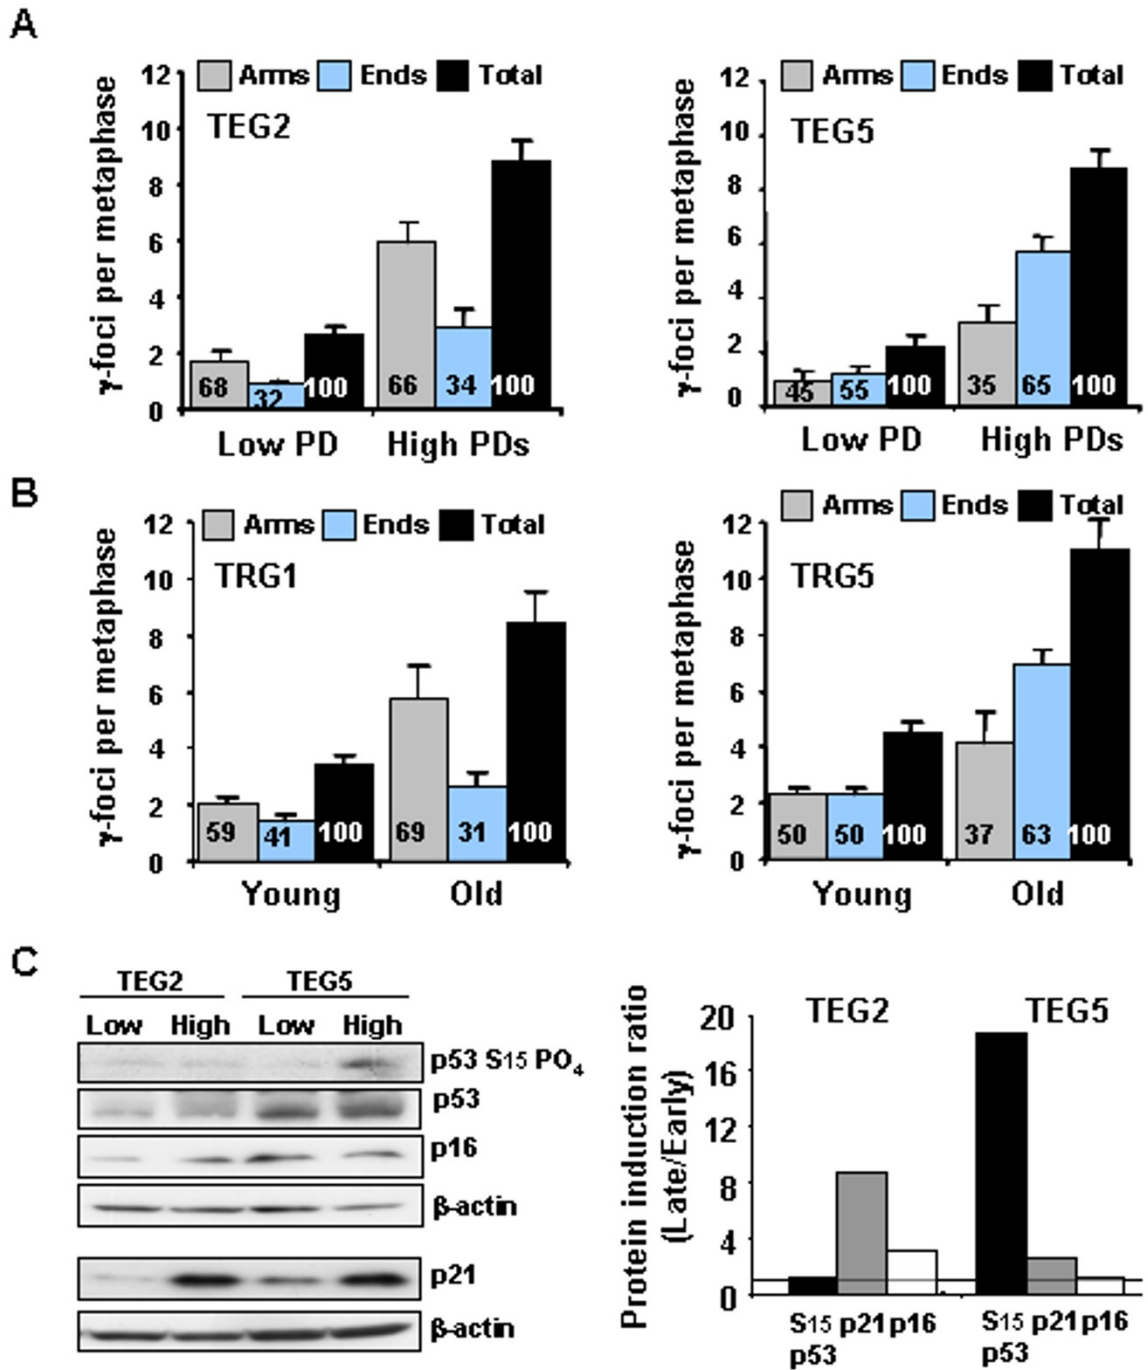 A
Arms Ends Total
Arms Ends Total
TEG2
TEG5
γ-foci per metaphase
γ-foci per metaphase
12
10
8
6
4
2
0
12
10
8
6
4
2
0
68 32 100 66 34 100
45 55 100 35 65 100
Low PD High PDs
Low PD High PDs
B
Arms Ends Total
Arms Ends Total
TRG1
TRG5
γ-foci per metaphase
γ-foci per metaphase
12
10
8
6
4
2
0
12
10
8
6
4
2
0
59 41 100 69 31 100
50 50 100 37 63 100
Young Old
Young Old
C
TEG2 TEG5
Low High Low High
p53 S15 PO4
p53
p16
β-actin
p21
β-actin
Protein induction ratio
(Late/Early)
TEG2 TEG5
20
16
12
8
4
0
S15 p21 p16
p53
S15 p21 p16
p53